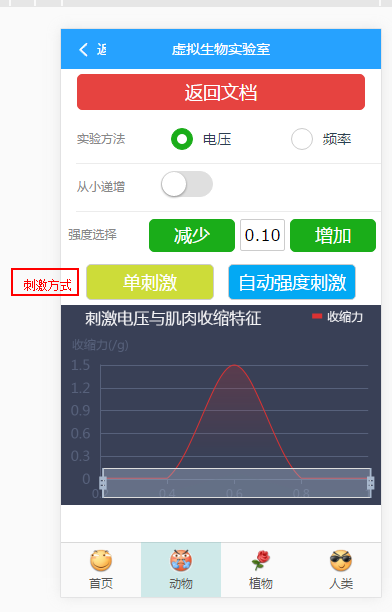 返
虚拟生物实验室
返回文档
实验方法 电压 频率
从小递增
强度选择 减少 0.10 增加
刺激方式 单刺激 自动强度刺激
刺激电压与肌肉收缩特征 收缩力
收缩力(/g)
1.5
1.2
0.9
0.6
0.3
0
0.4 0.6 0.8
首页 动物 植物 人类